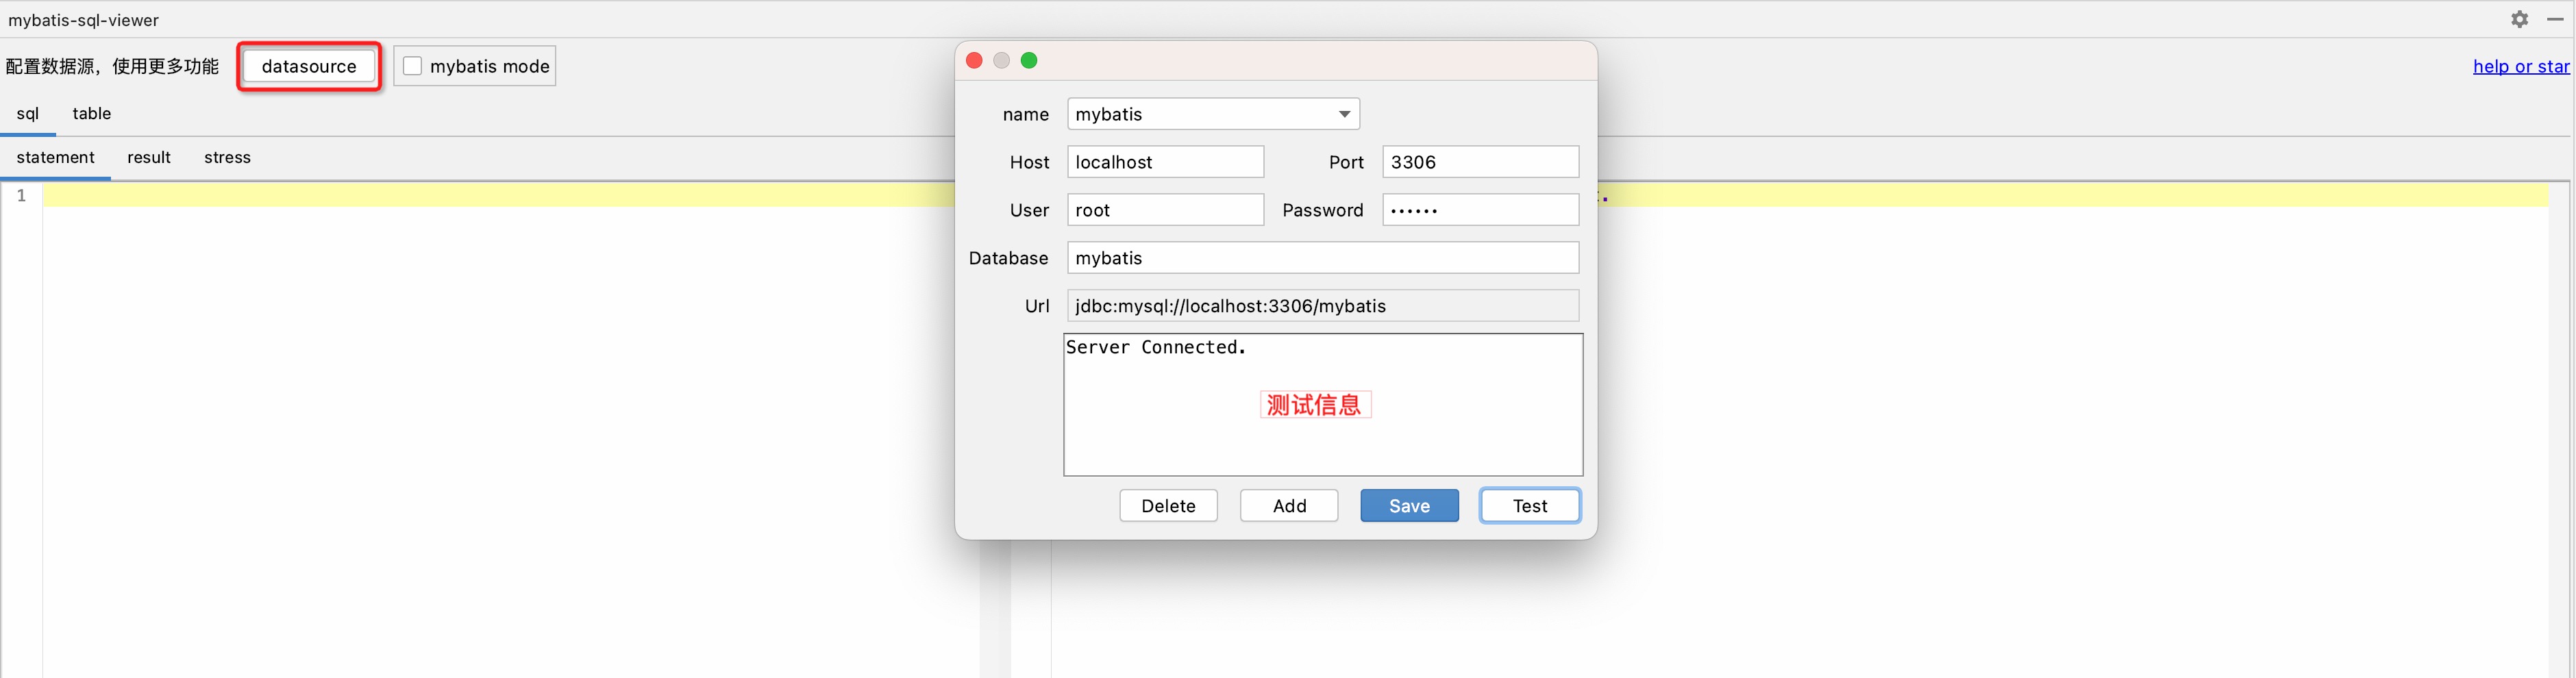 mybatis-sql-viewer
配置数据源，使用更多功能 datasource mybatis mode help or star
sql table
statement result stress
1
name mybatis
Host localhost Port 3306
User root Password ••••••
Database mybatis
Url jdbc:mysql://localhost:3306/mybatis
Server Connected.
测试信息
Delete Add Save Test